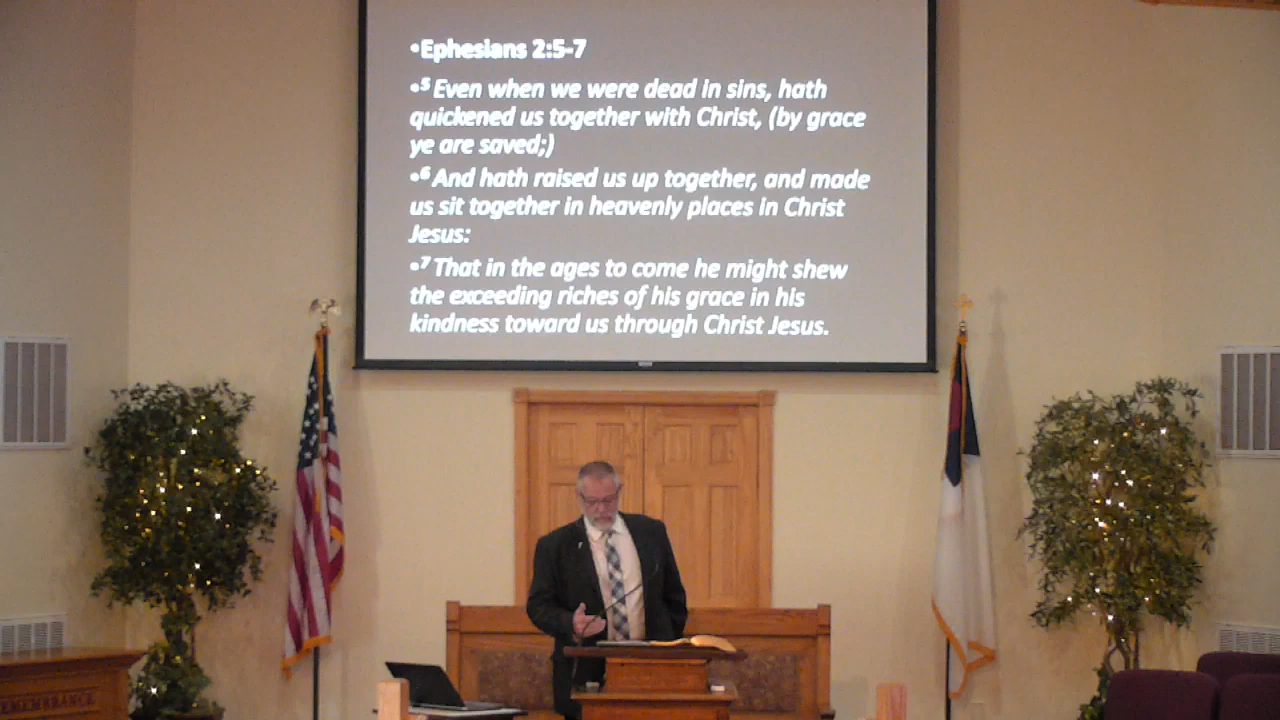 •Ephesians 2:5-7
•5 Even when we were dead in sins, hath
quickened us together with Christ, (by grace
ye are saved;)
•6 And hath raised us up together, and made
us sit together in heavenly places in Christ
Jesus:
•7 That in the ages to come he might shew
the exceeding riches of his grace in his
kindness toward us through Christ Jesus.
EMEMBRANCE